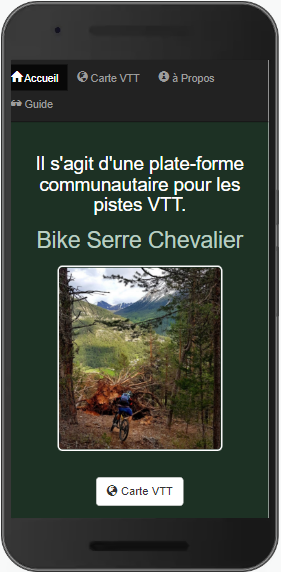 Accueil Carte VTT à Propos
Guide
Il s'agit d'une plate-forme
communautaire pour les
pistes VTT.
Bike Serre Chevalier
Carte VTT